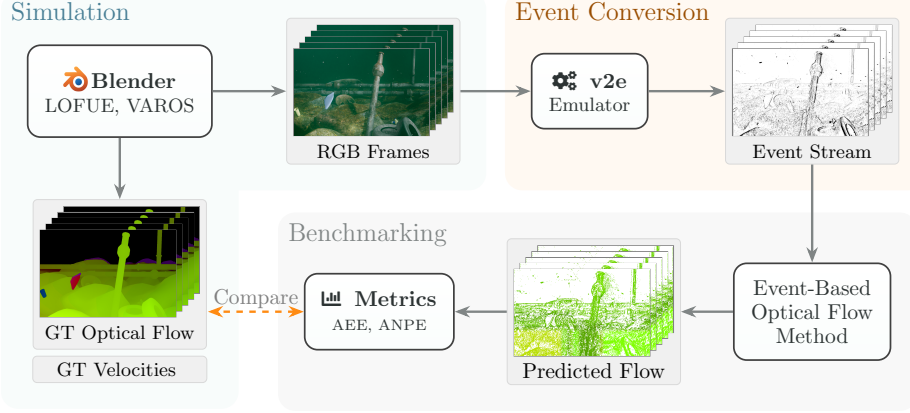 Simulation
Blender
LOFUE, VAROS
RGB Frames
GT Optical Flow
GT Velocities
Event Conversion
v2e
Emulator
Event Stream
Benchmarking
Compare
Metrics
AEE, ANPE
Predicted Flow
Event-Based
Optical Flow
Method